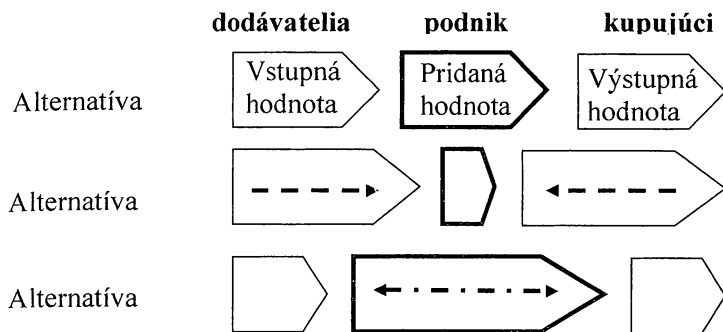 dodávatelia podnik kupujúci
Alternatíva
Vstupná
hodnota
Pridaná
hodnota
Výstupná
hodnota
Alternatíva
Alternatíva